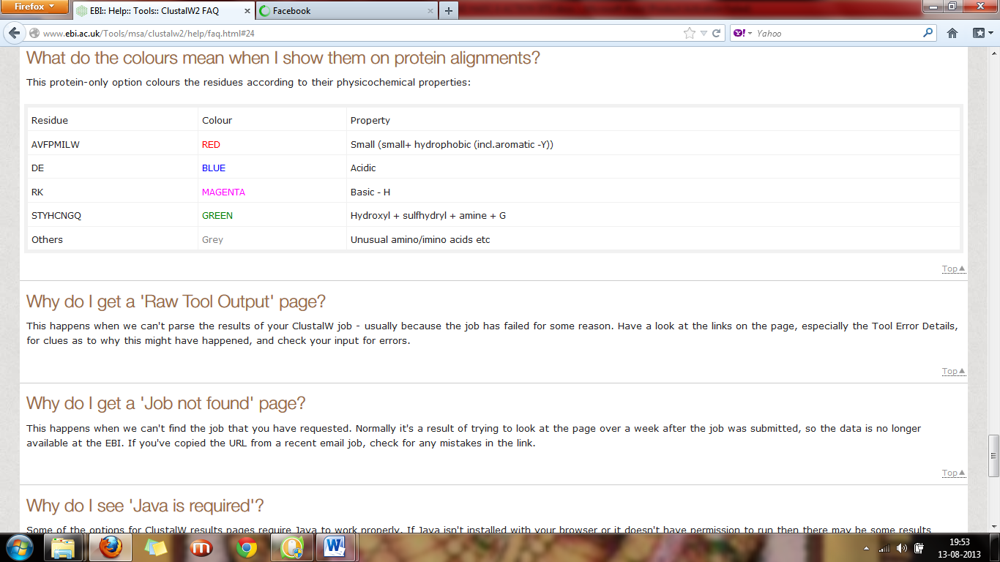 Firefox
EBI:: Help:: Tools:: ClustalW2 FAQ
Facebook
www.ebi.ac.uk/Tools/msa/clustalw2/help/faq.html#24
Yahoo
What do the colours mean when I show them on protein alignments?
This protein-only option colours the residues according to their physicochemical properties:
Residue Colour Property
AVFPMILW RED Small (small+ hydrophobic (incl.aromatic -Y))
DE BLUE Acidic
RK MAGENTA Basic - H
STYHCNGQ GREEN Hydroxyl + sulfhydryl + amine + G
Others Grey Unusual amino/imino acids etc
Top
Why do I get a 'Raw Tool Output' page?
This happens when we can't parse the results of your ClustalW job - usually because the job has failed for some reason. Have a look at the links on the page, especially the Tool Error Details,
for clues as to why this might have happened, and check your input for errors.
Top
Why do I get a 'Job not found' page?
This happens when we can't find the job that you have requested. Normally it's a result of trying to look at the page over a week after the job was submitted, so the data is no longer
available at the EBI. If you've copied the URL from a recent email job, check for any mistakes in the link.
Top
Why do I see 'Java is required'?
Some of the options for ClustalW results pages require Java to work properly. If Java isn't installed with your browser or it doesn't have permission to run then there may be some results
19:53
13-08-2013